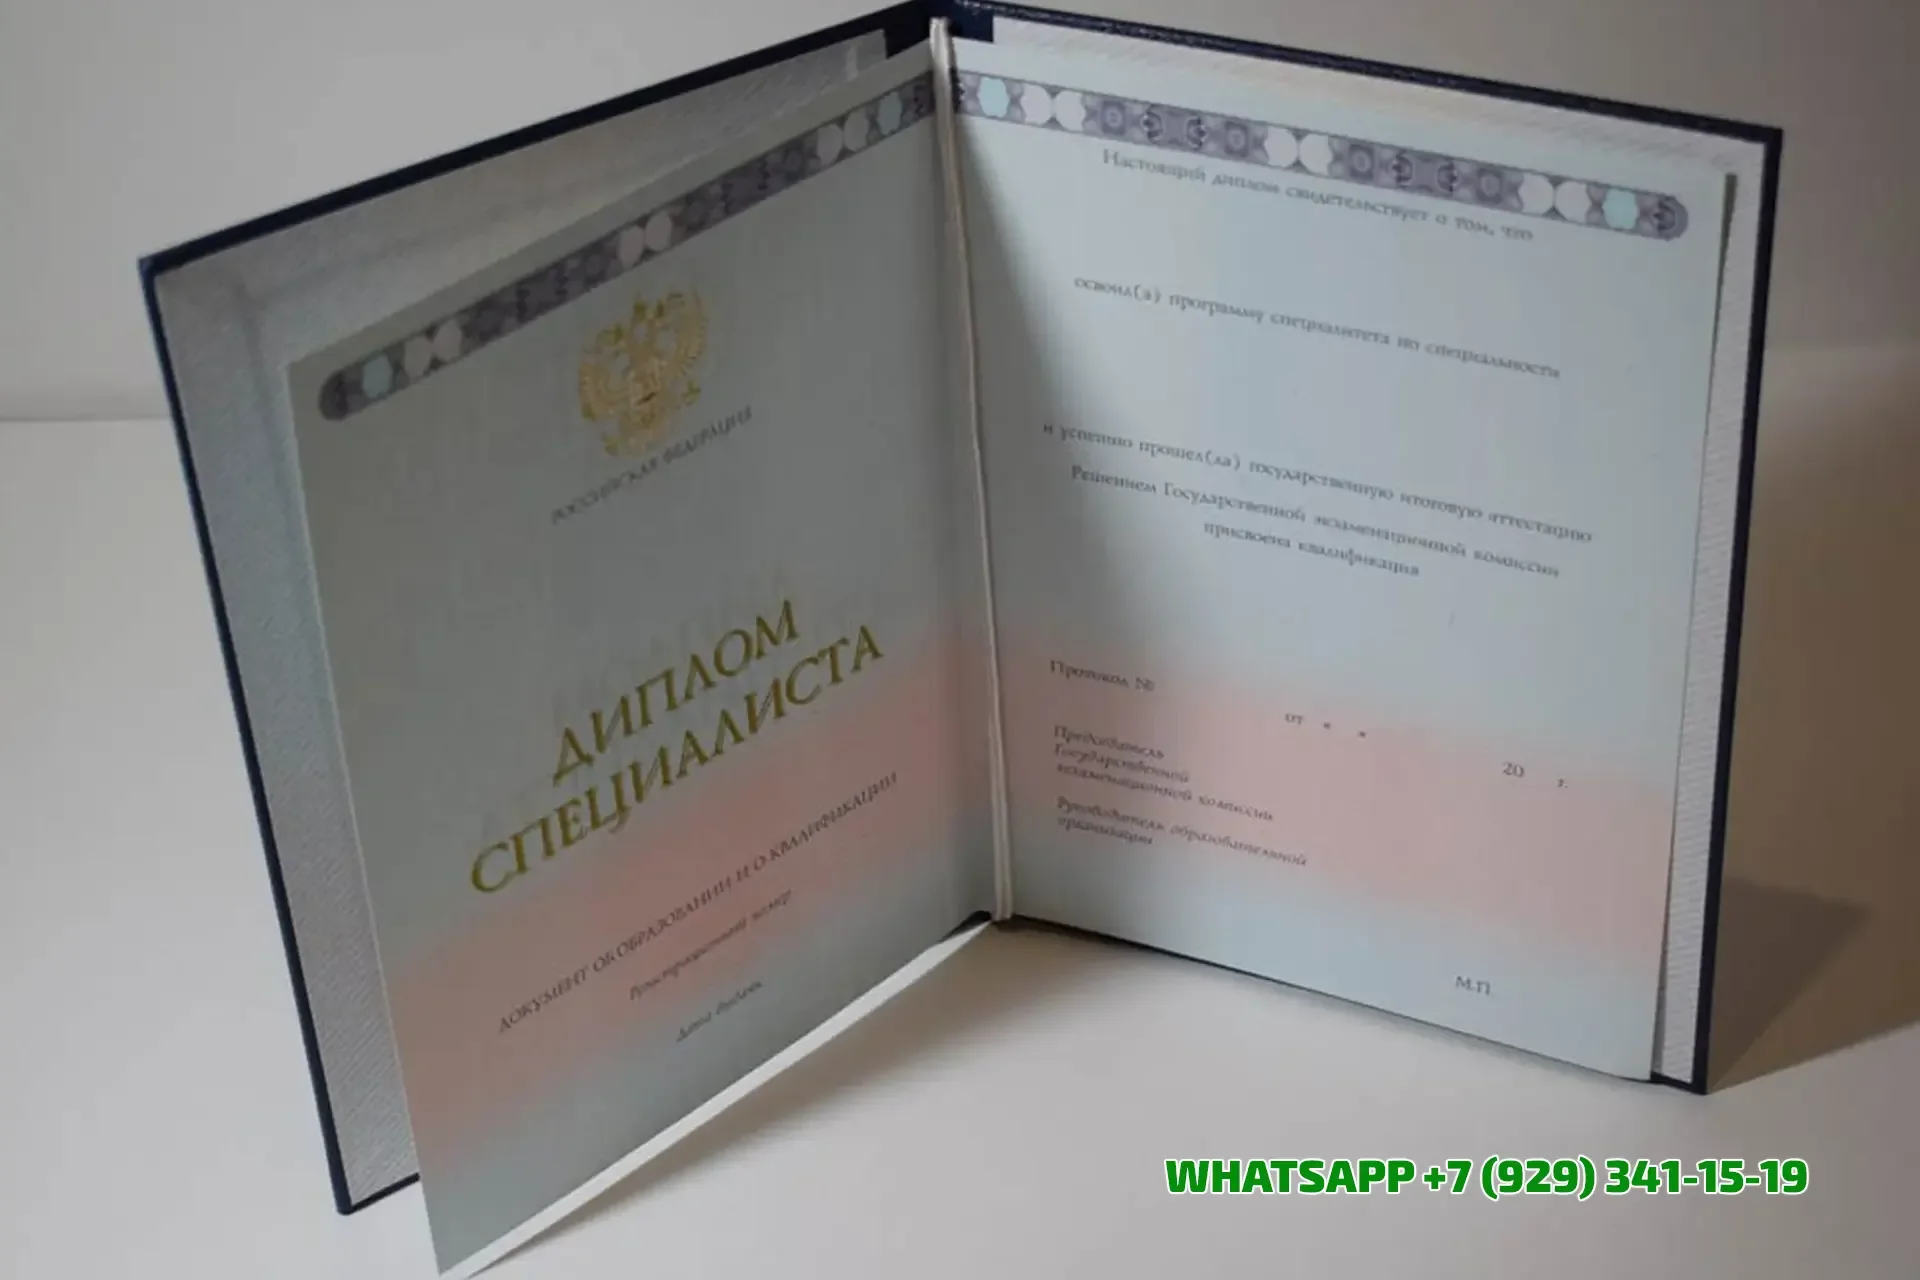 РОССИЙСКАЯ ФЕДЕРАЦИЯ
ДИПЛОМ
СПЕЦИАЛИСТА
ДОКУМЕНТ ОБ ОБРАЗОВАНИИ И О КВАЛИФИКАЦИИ
Регистрационный номер
Дата выдачи
Настоящий диплом свидетельствует о том, что
освоил(а) программу специалитета по специальности
и успешно прошел(ла) государственную итоговую аттестацию
Решением Государственной экзаменационной комиссии
присвоена квалификация
Протокол №
от « »
20 г.
Председатель
Государственной
экзаменационной комиссии
Руководитель образовательной
организации
М.П.
WHATSAPP +7 (929) 341-15-19